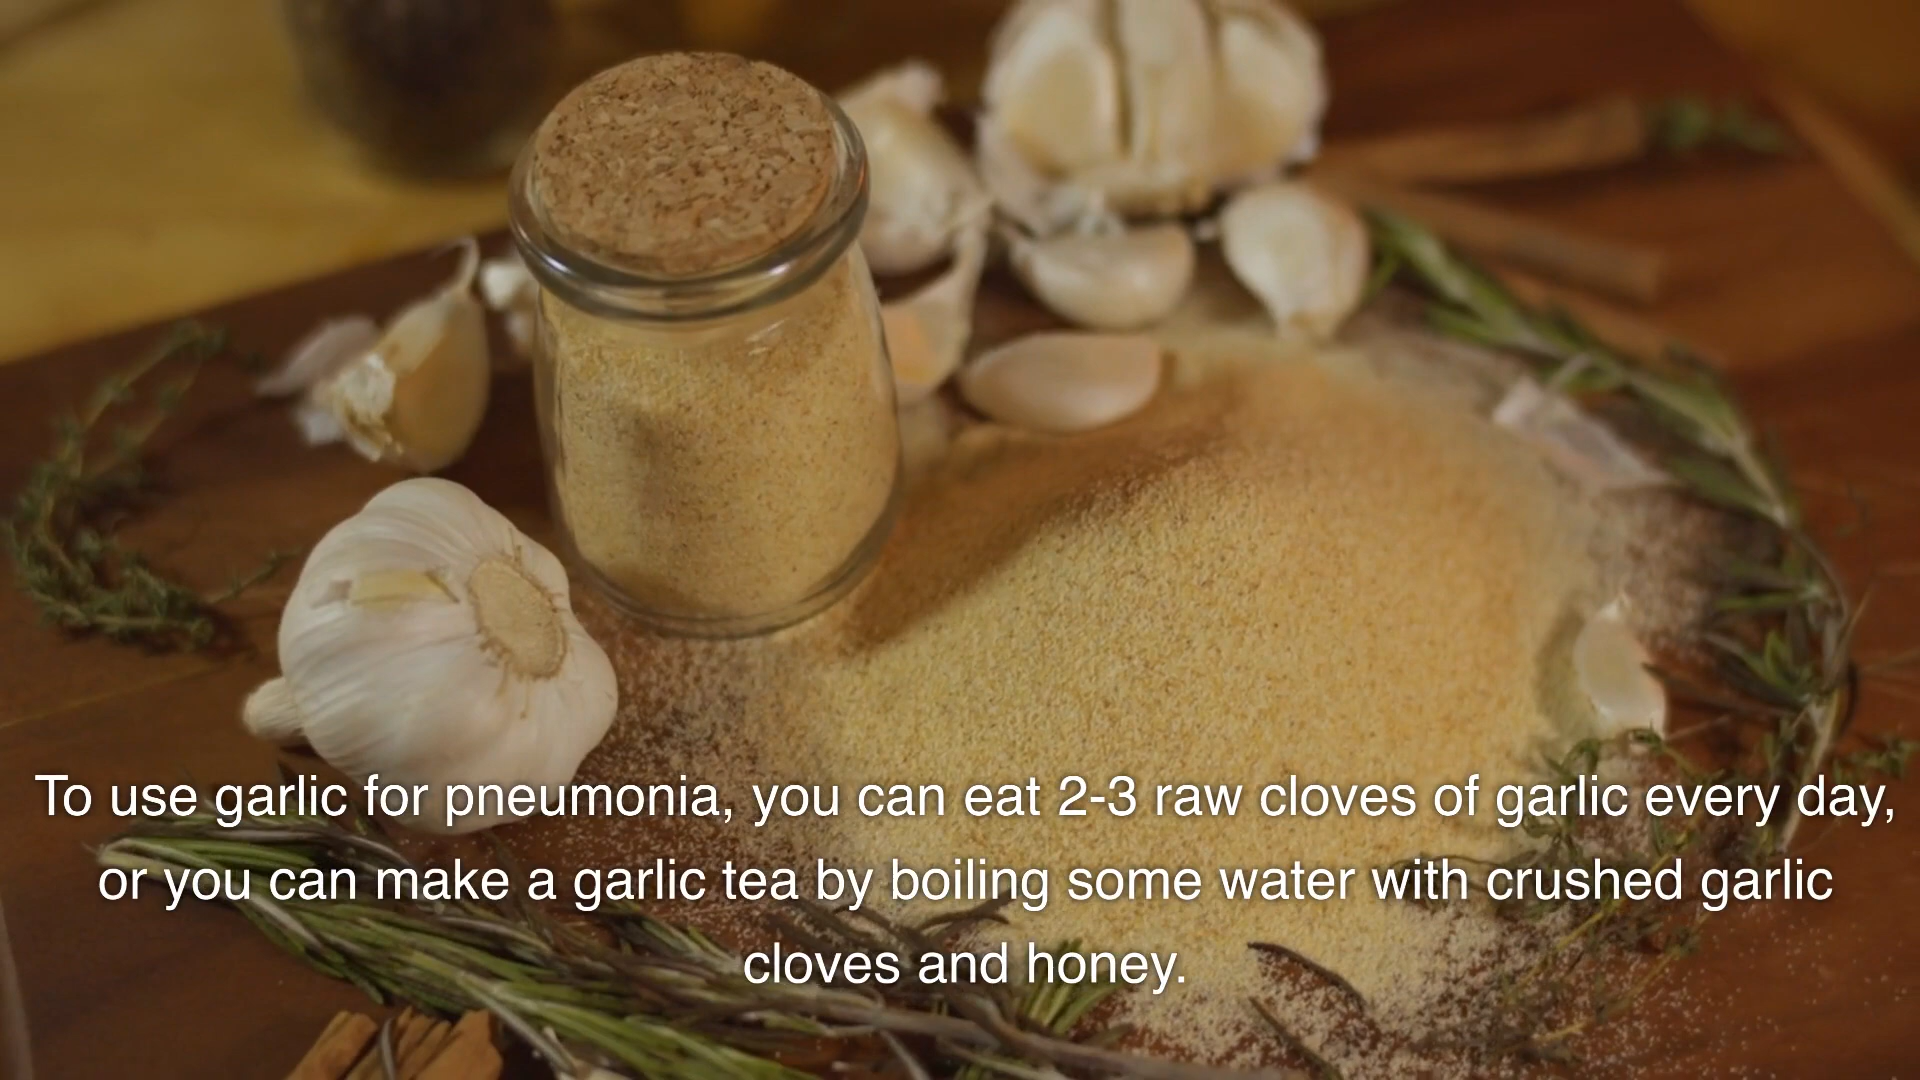 To use garlic for pneumonia, you can eat 2-3 raw cloves of garlic every day,
or you can make a garlic tea by boiling some water with crushed garlic
cloves and honey.